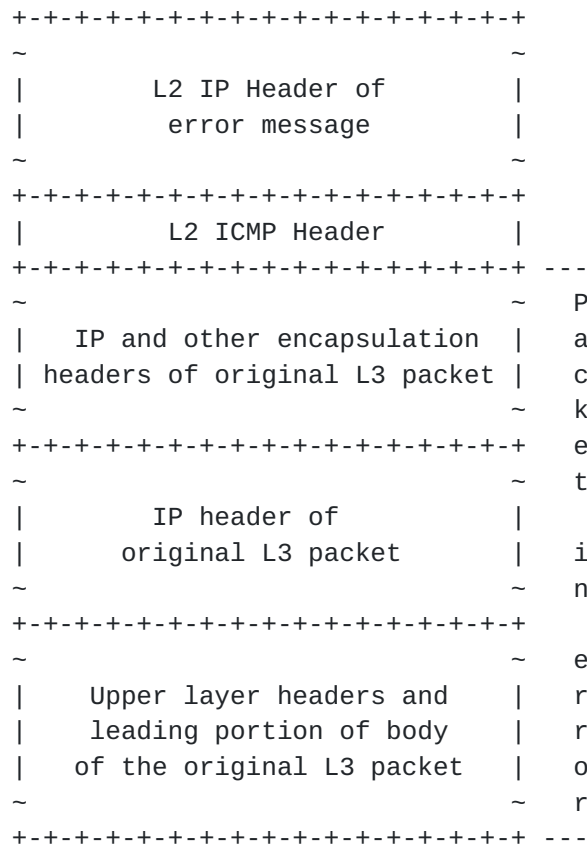 +-+-+-+-+-+-+-+-+-+-+-+-+-+-+-+-+
~                               ~
|        L2 IP Header of        |
|         error message         |
~                               ~
+-+-+-+-+-+-+-+-+-+-+-+-+-+-+-+-+
|         L2 ICMP Header        |
+-+-+-+-+-+-+-+-+-+-+-+-+-+-+-+-+ ---
~                               ~   P
|   IP and other encapsulation  |   a
| headers of original L3 packet |   c
~                               ~   k
+-+-+-+-+-+-+-+-+-+-+-+-+-+-+-+-+   e
~                               ~   t
|        IP header of           |
|      original L3 packet       |   i
~                               ~   n
+-+-+-+-+-+-+-+-+-+-+-+-+-+-+-+-+
~                               ~   e
|    Upper layer headers and    |   r
|    leading portion of body    |   r
|   of the original L3 packet   |   o
~                               ~   r
+-+-+-+-+-+-+-+-+-+-+-+-+-+-+-+-+ ---